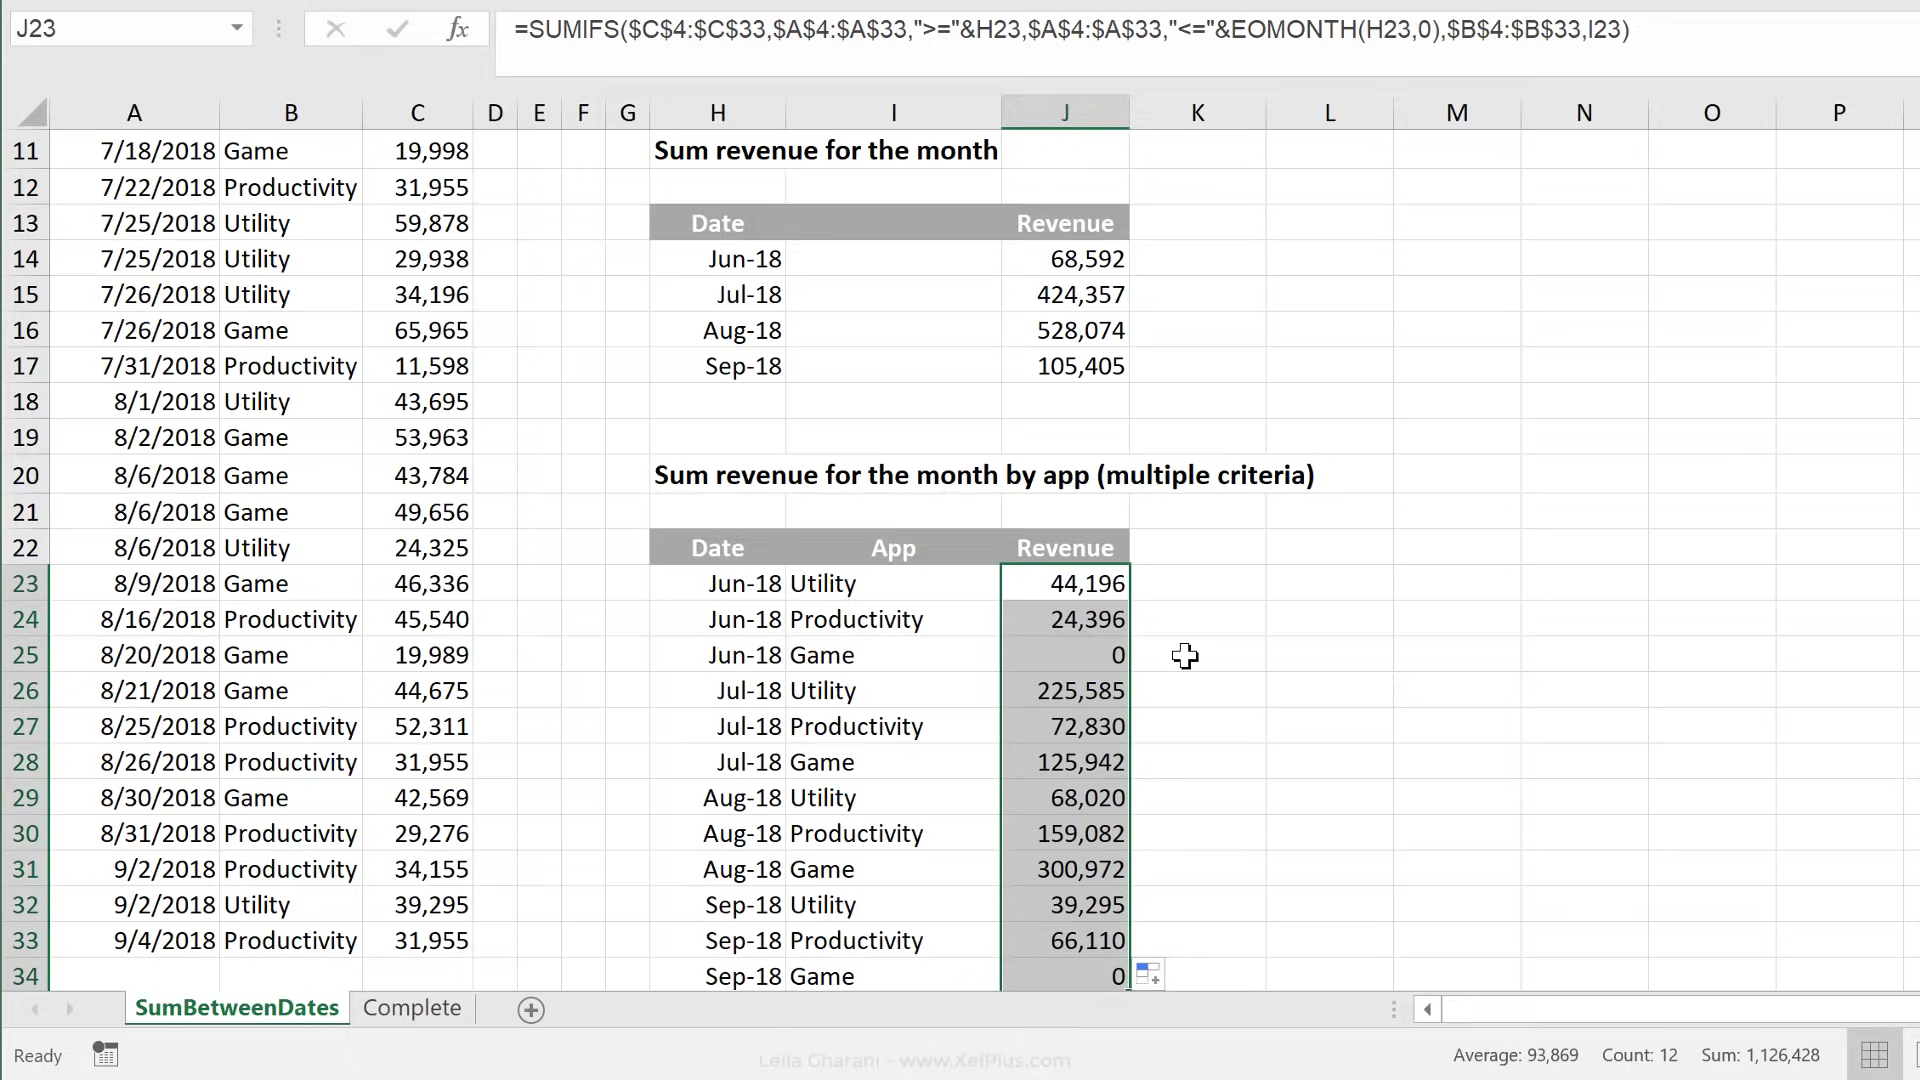 J23 fx =SUMIFS($C$4:$C$33,$A$4:$A$33,">="&H23,$A$4:$A$33,"<="&EOMONTH(H23,0),$B$4:$B$33,I23)
A B C D E F G H I J K L M N O P
11 7/18/2018 Game 19,998 Sum revenue for the month
12 7/22/2018 Productivity 31,955
13 7/25/2018 Utility 59,878 Date Revenue
14 7/25/2018 Utility 29,938 Jun-18 68,592
15 7/26/2018 Utility 34,196 Jul-18 424,357
16 7/26/2018 Game 65,965 Aug-18 528,074
17 7/31/2018 Productivity 11,598 Sep-18 105,405
18 8/1/2018 Utility 43,695
19 8/2/2018 Game 53,963
20 8/6/2018 Game 43,784 Sum revenue for the month by app (multiple criteria)
21 8/6/2018 Game 49,656
22 8/6/2018 Utility 24,325 Date App Revenue
23 8/9/2018 Game 46,336 Jun-18 Utility 44,196
24 8/16/2018 Productivity 45,540 Jun-18 Productivity 24,396
25 8/20/2018 Game 19,989 Jun-18 Game 0
26 8/21/2018 Game 44,675 Jul-18 Utility 225,585
27 8/25/2018 Productivity 52,311 Jul-18 Productivity 72,830
28 8/26/2018 Productivity 31,955 Jul-18 Game 125,942
29 8/30/2018 Game 42,569 Aug-18 Utility 68,020
30 8/31/2018 Productivity 29,276 Aug-18 Productivity 159,082
31 9/2/2018 Productivity 34,155 Aug-18 Game 300,972
32 9/2/2018 Utility 39,295 Sep-18 Utility 39,295
33 9/4/2018 Productivity 31,955 Sep-18 Productivity 66,110
34 Sep-18 Game 0
SumBetweenDates Complete
Ready Leila Gharani - www.XelPlus.com Average: 93,869 Count: 12 Sum: 1,126,428